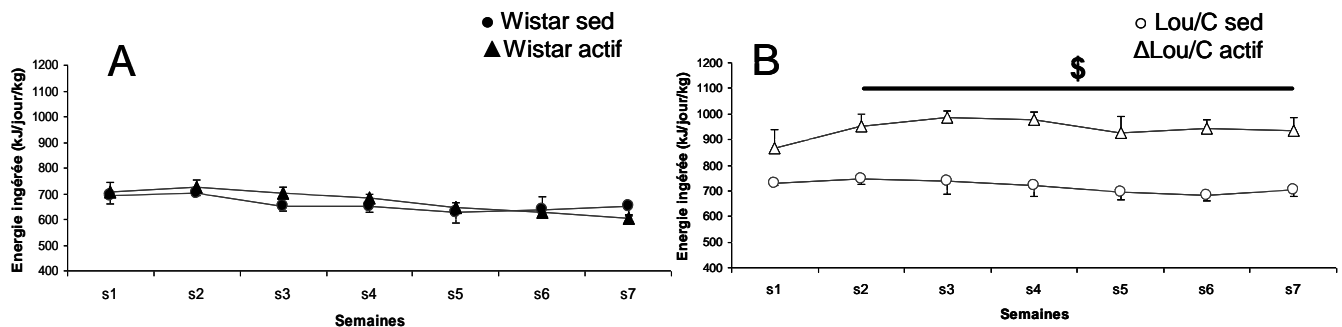 ● Wistar sed
▲ Wistar actif
A
Energie ingérée (kJ/jour/kg)
1200
1100
1000
900
800
700
600
500
400
s1 s2 s3 s4 s5 s6 s7
Semaines
○ Lou/C sed
ΔLou/C actif
B
$
Energie ingérée (kJ/jour/kg)
1200
1100
1000
900
800
700
600
500
400
s1 s2 s3 s4 s5 s6 s7
Semaines